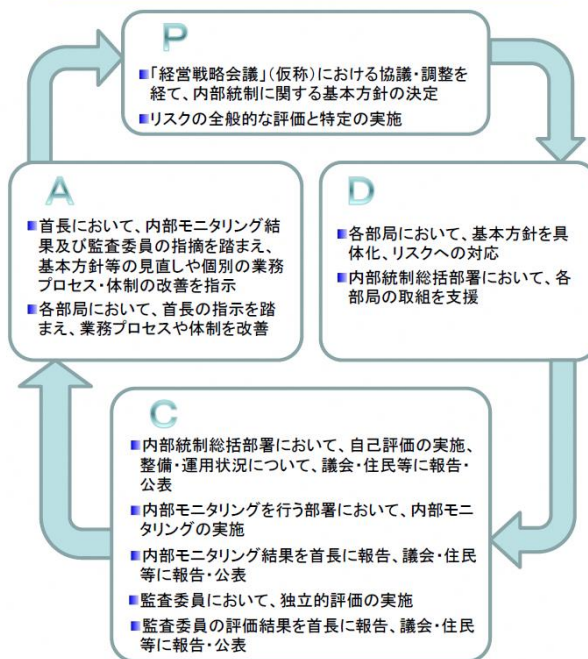 P
■「経営戦略会議」(仮称)における協議・調整を
経て、内部統制に関する基本方針の決定
■リスクの全般的な評価と特定の実施
A
■首長において、内部モニタリング結
果及び監査委員の指摘を踏まえ、
基本方針等の見直しや個別の業務
プロセス・体制の改善を指示
■各部局において、首長の指示を踏
まえ、業務プロセスや体制を改善
D
■各部局において、基本方針を具
体化、リスクへの対応
■内部統制総括部署において、各
部局の取組を支援
C
■内部統制総括部署において、自己評価の実施、
整備・運用状況について、議会・住民等に報告・
公表
■内部モニタリングを行う部署において、内部モニ
タリングの実施
■内部モニタリング結果を首長に報告、議会・住民
等に報告・公表
■監査委員において、独立的評価の実施
■監査委員の評価結果を首長に報告、議会・住民
等に報告・公表